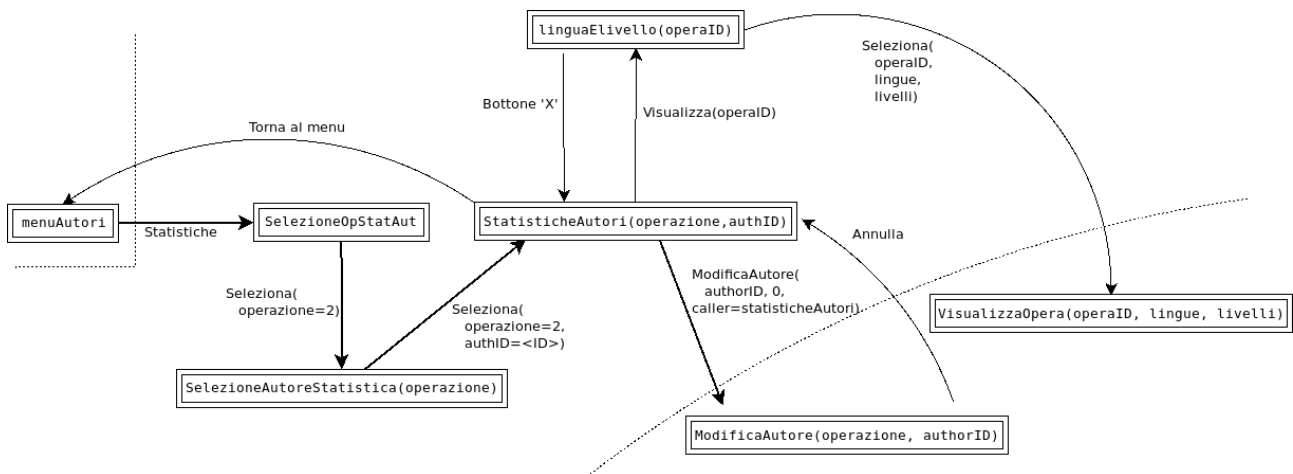 linguaElivello(operaID)
Seleziona(
operaID,
lingue,
livelli)
Bottone 'X'
Visualizza(operaID)
Torna al menu
menuAutori
Statistiche
SelezioneOpStatAut
StatisticheAutori(operazione,authID)
Annulla
Seleziona(
operazione=2)
Seleziona(
operazione=2,
authID=<ID>)
ModificaAutore(
authorID, 0,
caller=statisticheAutori)
VisualizzaOpera(operaID, lingue, livelli)
SelezioneAutoreStatistica(operazione)
ModificaAutore(operazione, authorID)